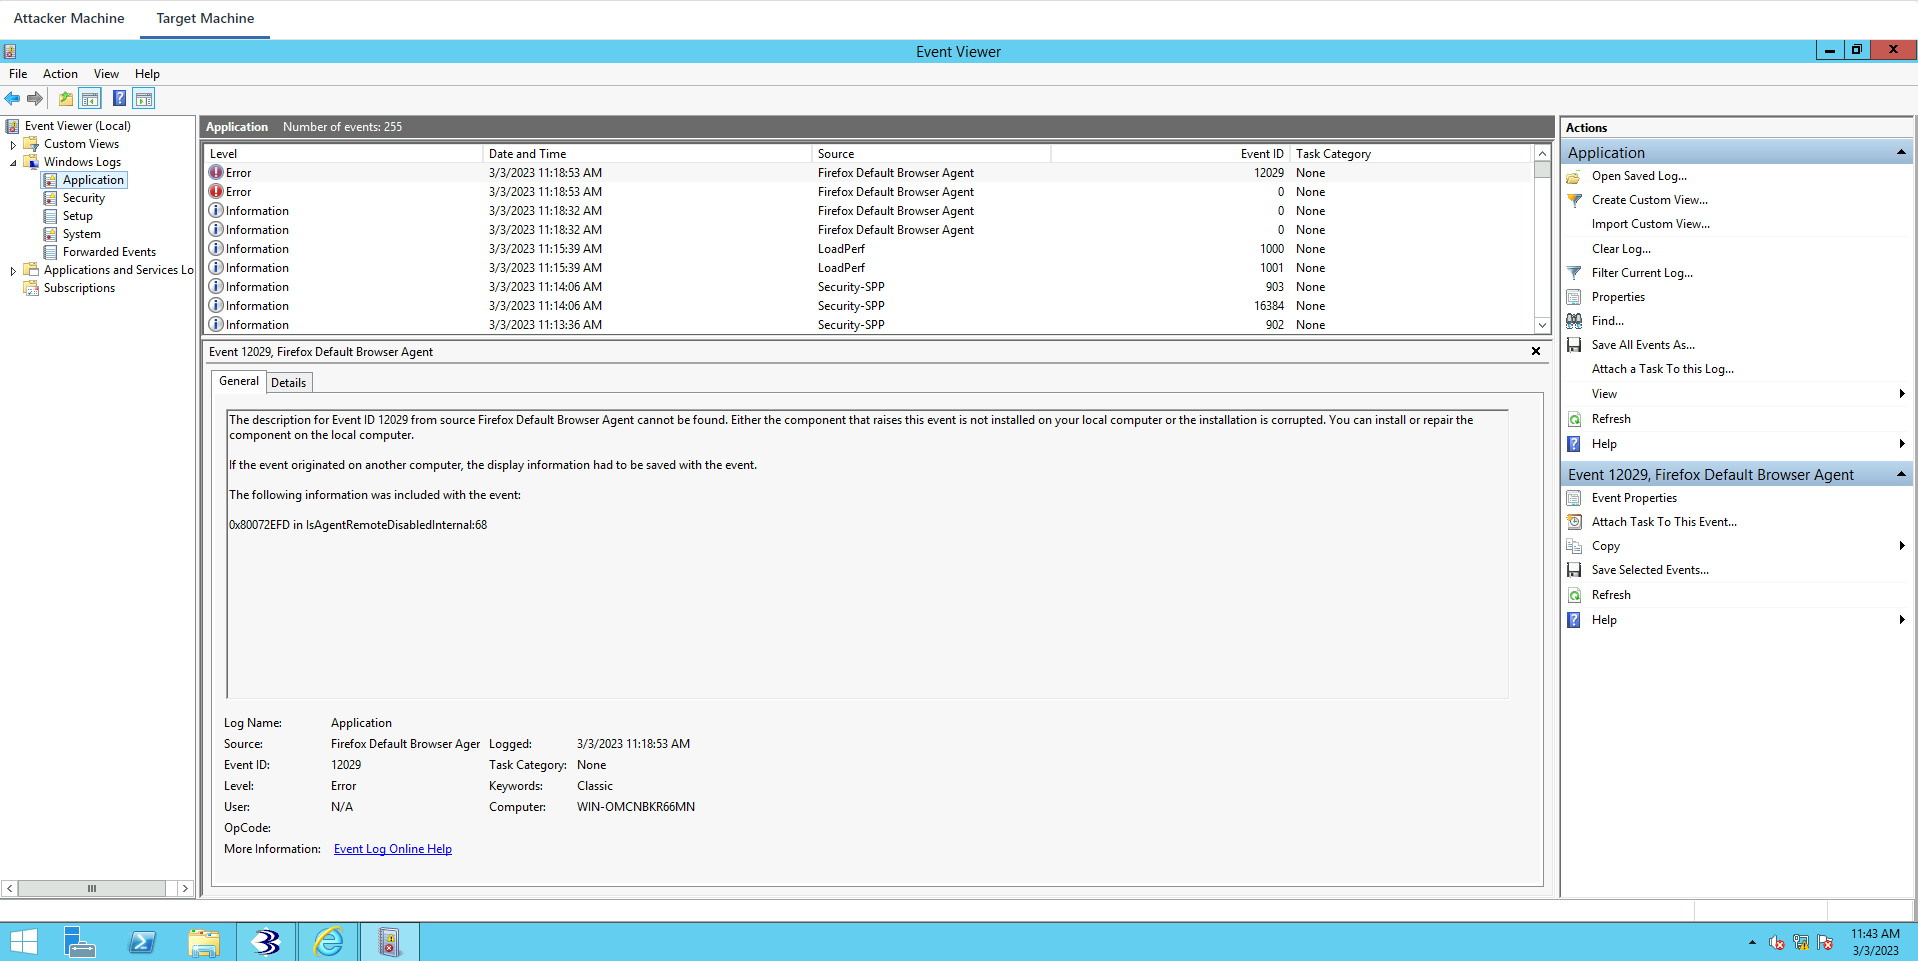 Attacker Machine
Target Machine
Event Viewer
File Action View Help
Event Viewer (Local)
Custom Views
Windows Logs
Application
Security
Setup
System
Forwarded Events
Applications and Services Lo
Subscriptions
Application Number of events: 255
Level Date and Time Source Event ID Task Category
Error 3/3/2023 11:18:53 AM Firefox Default Browser Agent 12029 None
Error 3/3/2023 11:18:53 AM Firefox Default Browser Agent 0 None
Information 3/3/2023 11:18:32 AM Firefox Default Browser Agent 0 None
Information 3/3/2023 11:18:32 AM Firefox Default Browser Agent 0 None
Information 3/3/2023 11:15:39 AM LoadPerf 1000 None
Information 3/3/2023 11:15:39 AM LoadPerf 1001 None
Information 3/3/2023 11:14:06 AM Security-SPP 903 None
Information 3/3/2023 11:14:06 AM Security-SPP 16384 None
Information 3/3/2023 11:13:36 AM Security-SPP 902 None
Event 12029, Firefox Default Browser Agent
General Details
The description for Event ID 12029 from source Firefox Default Browser Agent cannot be found. Either the component that raises this event is not installed on your local computer or the installation is corrupted. You can install or repair the
component on the local computer.
If the event originated on another computer, the display information had to be saved with the event.
The following information was included with the event:
0x80072EFD in IsAgentRemoteDisabledInternal:68
Log Name: Application
Source: Firefox Default Browser Ager Logged: 3/3/2023 11:18:53 AM
Event ID: 12029 Task Category: None
Level: Error Keywords: Classic
User: N/A Computer: WIN-OMCNBKR66MN
OpCode:
More Information: Event Log Online Help
Actions
Application
Open Saved Log...
Create Custom View...
Import Custom View...
Clear Log...
Filter Current Log...
Properties
Find...
Save All Events As...
Attach a Task To this Log...
View
Refresh
Help
Event 12029, Firefox Default Browser Agent
Event Properties
Attach Task To This Event...
Copy
Save Selected Events...
Refresh
Help
11:43 AM
3/3/2023